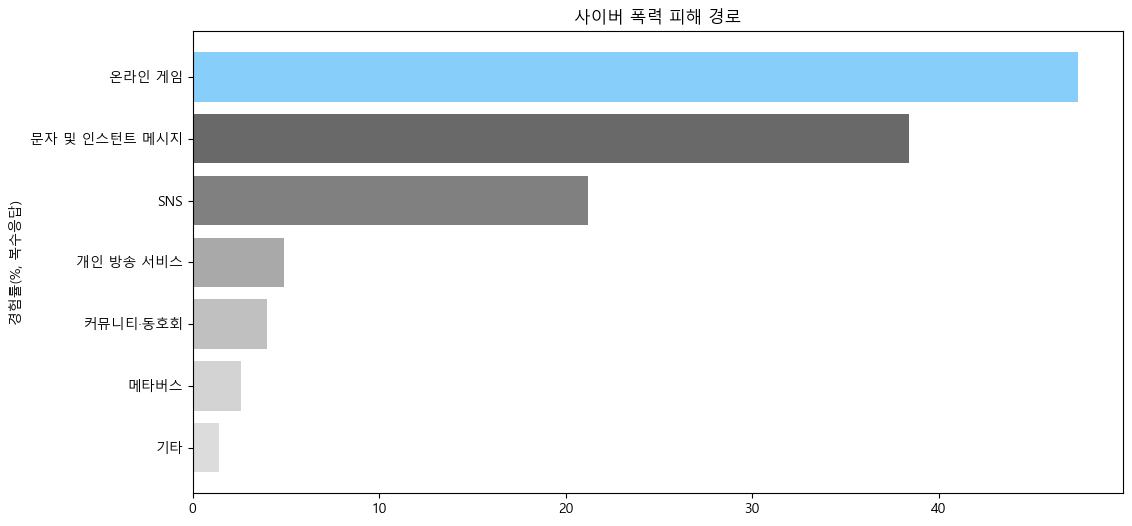 사이버 폭력 피해 경로
경험률(%, 복수응답)
온라인 게임
문자 및 인스턴트 메시지
SNS
개인 방송 서비스
커뮤니티·동호회
메타버스
기타
0 10 20 30 40